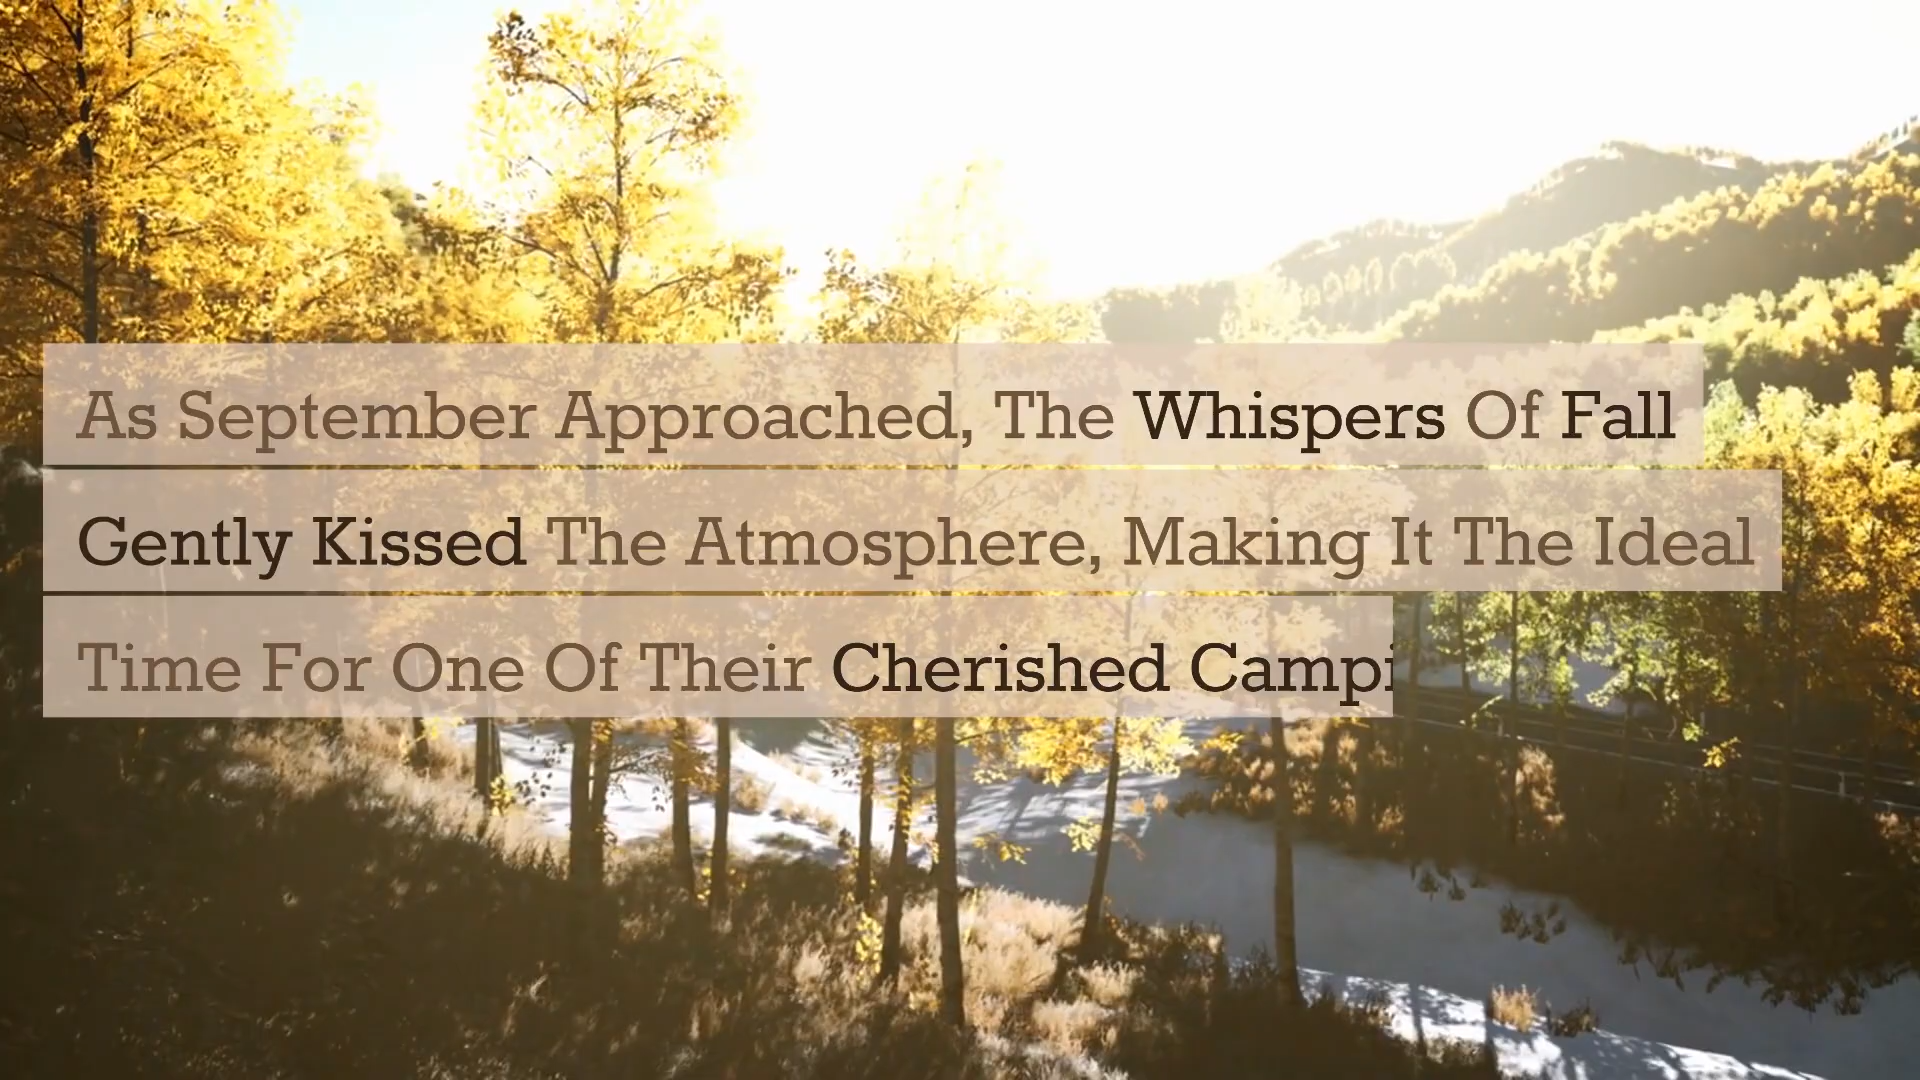 As September Approached, The Whispers Of Fall
Gently Kissed The Atmosphere, Making It The Ideal
Time For One Of Their Cherished Campi